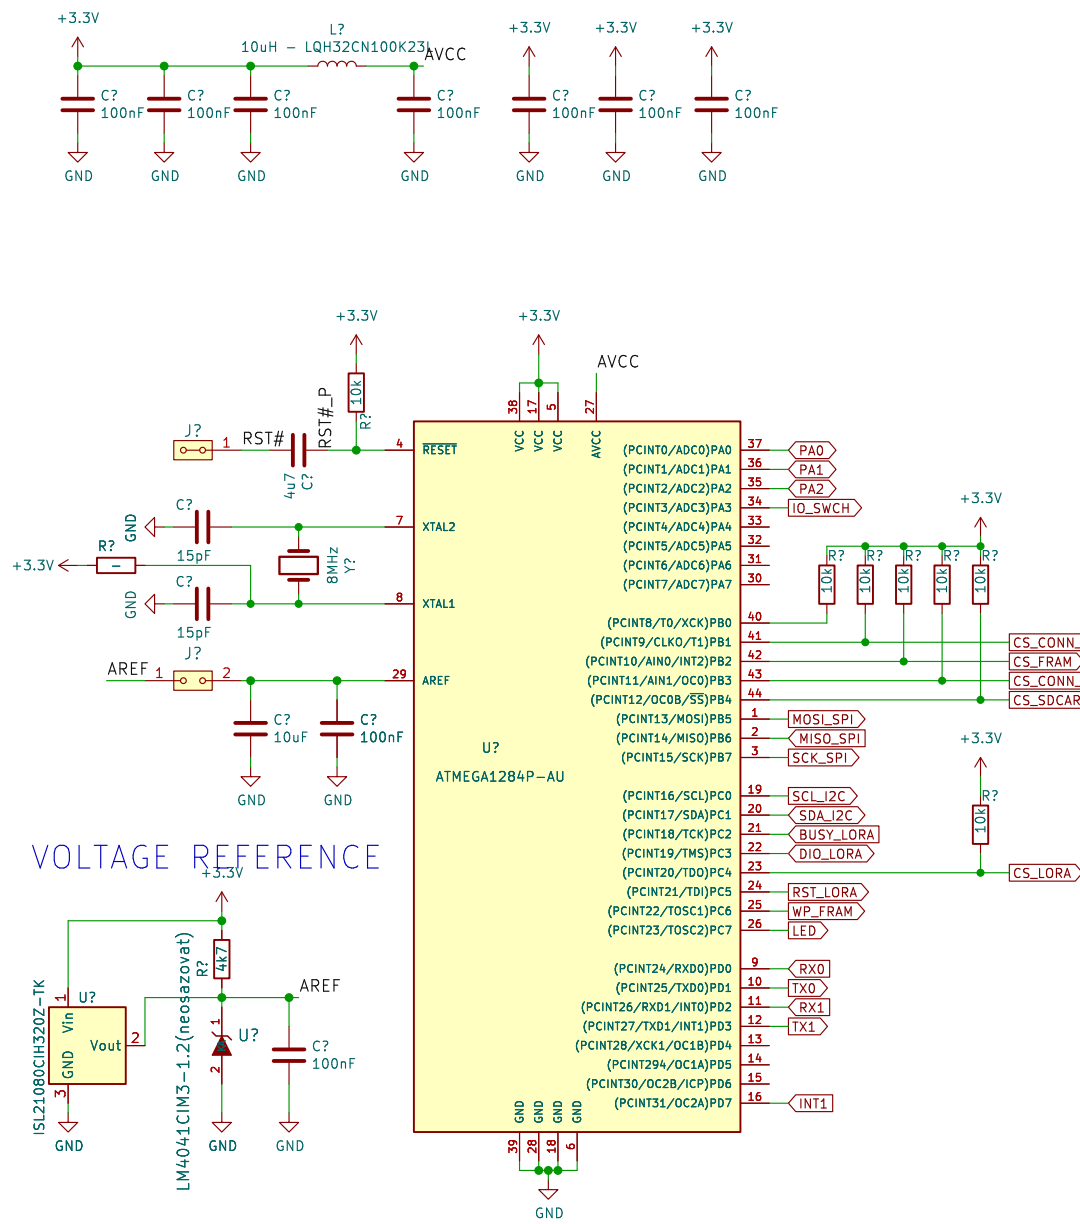 +3.3V
L?
10uH – LQH32CN100K23L
AVCC
+3.3V
+3.3V
+3.3V
C?
100nF
C?
100nF
C?
100nF
C?
100nF
C?
100nF
C?
100nF
C?
100nF
GND
GND
GND
GND
GND
GND
GND
+3.3V
+3.3V
AVCC
10k
R?
RST#_P
J?
1
RST#
4u7
C?
38
17
5
27
VCC
VCC
VCC
AVCC
4
RESET
GND
C?
15pF
7
XTAL2
+3.3V
R?
–
8MHz
Y?
GND
C?
15pF
8
XTAL1
AREF
1
J?
2
29
AREF
C?
10uF
C?
100nF
GND
GND
U?
ATMEGA1284P-AU
(PCINT0/ADC0)PA0
37
PA0
(PCINT1/ADC1)PA1
36
PA1
(PCINT2/ADC2)PA2
35
PA2
(PCINT3/ADC3)PA3
34
IO_SWCH
(PCINT4/ADC4)PA4
33
(PCINT5/ADC5)PA5
32
(PCINT6/ADC6)PA6
31
(PCINT7/ADC7)PA7
30
+3.3V
R?
R?
R?
R?
R?
10k
10k
10k
10k
10k
(PCINT8/T0/XCK)PB0
40
(PCINT9/CLKO/T1)PB1
41
CS_CONN_
(PCINT10/AIN0/INT2)PB2
42
CS_FRAM
(PCINT11/AIN1/OC0)PB3
43
CS_CONN_
(PCINT12/OC0B/SS)PB4
44
CS_SDCAR
(PCINT13/MOSI)PB5
1
MOSI_SPI
(PCINT14/MISO)PB6
2
MISO_SPI
(PCINT15/SCK)PB7
3
SCK_SPI
+3.3V
R?
10k
(PCINT16/SCL)PC0
19
SCL_I2C
(PCINT17/SDA)PC1
20
SDA_I2C
(PCINT18/TCK)PC2
21
BUSY_LORA
(PCINT19/TMS)PC3
22
DIO_LORA
(PCINT20/TDO)PC4
23
CS_LORA
(PCINT21/TDI)PC5
24
RST_LORA
(PCINT22/TOSC1)PC6
25
WP_FRAM
(PCINT23/TOSC2)PC7
26
LED
(PCINT24/RXD0)PD0
9
RX0
(PCINT25/TXD0)PD1
10
TX0
(PCINT26/RXD1/INT0)PD2
11
RX1
(PCINT27/TXD1/INT1)PD3
12
TX1
(PCINT28/XCK1/OC1B)PD4
13
(PCINT294/OC1A)PD5
14
(PCINT30/OC2B/ICP)PD6
15
(PCINT31/OC2A)PD7
16
INT1
GND
GND
GND
GND
39
28
18
6
GND
VOLTAGE REFERENCE
+3.3V
R?
4k7
AREF
ISL21080CIH320Z-TK
1
U?
Vin
Vout
2
GND
3
GND
LM4041CIM3-1.2(neosazovat)
1
U?
2
GND
C?
100nF
GND